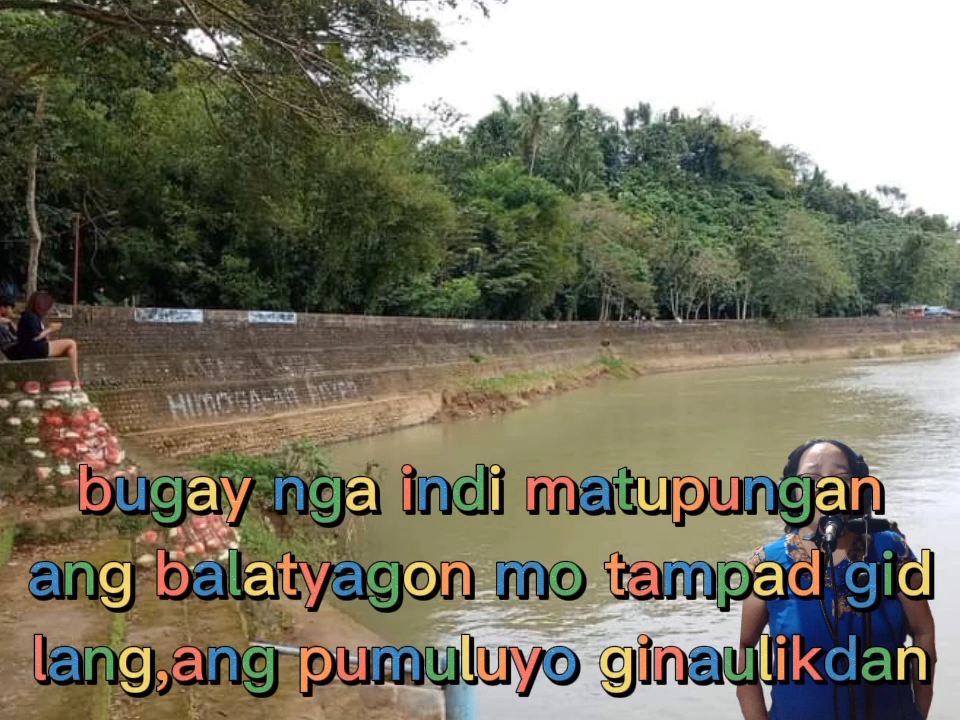 bugay nga indi matupungan
ang balatyagon mo tampad gid
lang,ang pumuluyo ginaulikdan